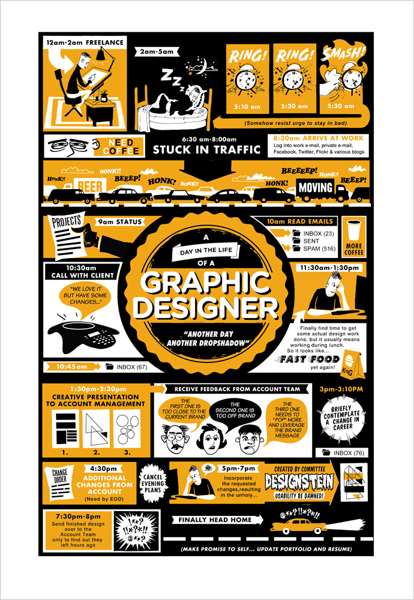 12am-2am FREELANCE
2am-5am
ZZZ
RING!
RING!
SMASH!
5:10 am
5:20 am
5:30 am
(Somehow resist urge to stay in bed)
NEED
COFFEE
6:30 am-8:00am
STUCK IN TRAFFIC
8:30am ARRIVE AT WORK
Log into work e-mail, private e-mail,
Facebook, Twitter, Flickr & various blogs
HONK!
BEEP!
HONK!
BEEEEP!
HONK!
HONK!
BEEP!
BEER
HONK!
MOVING
PROJECTS
9am STATUS
10am READ EMAILS
INBOX (23)
SENT
SPAM (516)
MORE
COFFEE
A
DAY IN THE LIFE
OF A
GRAPHIC
DESIGNER
"ANOTHER DAY
ANOTHER DROPSHADOW"
10:30am
CALL WITH CLIENT
"WE LOVE IT
BUT HAVE SOME
CHANGES..."
10:45 am
INBOX (67)
11:30am-1:30pm
Finally find time to get
some actual design work
done, but it usually means
working during lunch.
So it looks like...
FAST FOOD
yet again!
1:30pm-2:30pm
CREATIVE PRESENTATION
TO ACCOUNT MANAGEMENT
1.
2.
3.
RECEIVE FEEDBACK FROM ACCOUNT TEAM
THE
FIRST ONE IS
TOO CLOSE TO THE
CURRENT BRAND
THE
SECOND ONE IS
TOO OFF BRAND
THE
THIRD ONE
NEEDS TO
"POP" MORE
AND LEVERAGE
THE BRAND
MESSAGE
3pm-3:10PM
BRIEFLY
CONTEMPLATE
A CHANGE IN
CAREER
INBOX (76)
CHANGE
ORDER
4:30pm
ADDITIONAL
CHANGES FROM
ACCOUNT
(Need by EOD)
CANCEL
EVENING
PLANS
5pm-7pm
Incorporate
the requested
changes,resulting
in the unholy...
CREATED BY COMMITTEE
DESIGNSTEIN
USABILITY BE DAMNED!
7:30pm-8pm
Send finished design
over to the
Account Team
only to find out they
left hours ago
FINALLY HEAD HOME
(MAKE PROMISE TO SELF... UPDATE PORTFOLIO AND RESUME)